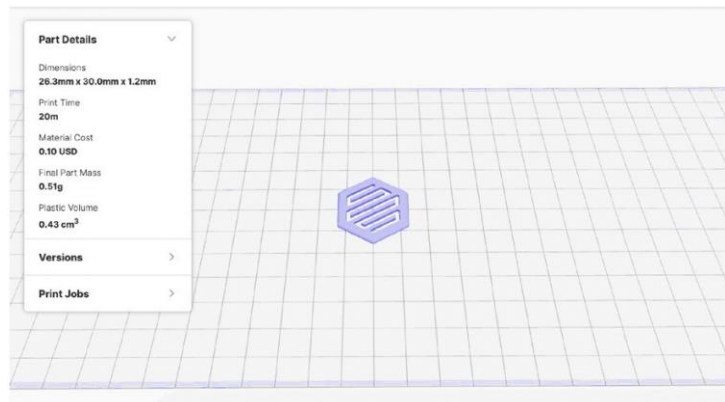 Part Details
Dimensions
26.3mm x 30.0mm x 1.2mm
Print Time
20m
Material Cost
0.10 USD
Final Part Mass
0.51g
Plastic Volume
0.43 cm³
Versions
Print Jobs